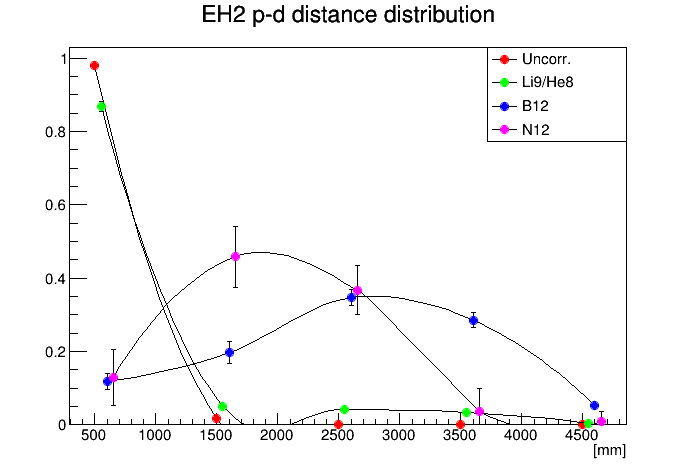 EH2 p-d distance distribution
Uncorr.
Li9/He8
B12
N12
1
0.8
0.6
0.4
0.2
0
500 1000 1500 2000 2500 3000 3500 4000 4500
[mm]